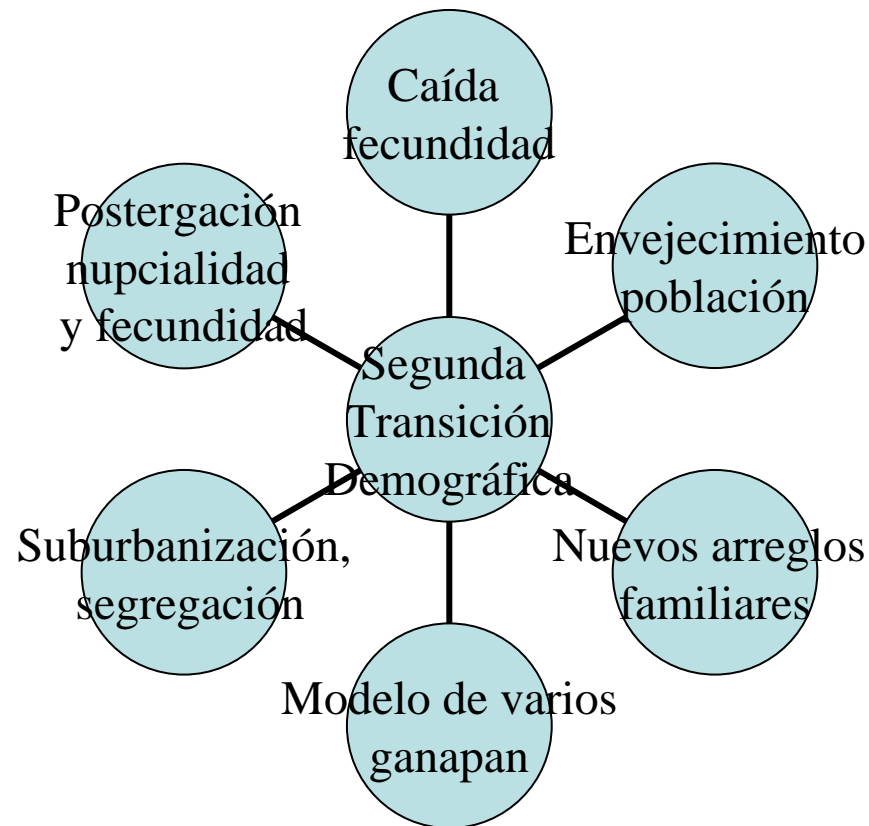 Caída
fecundidad
Postergación
nupcialidad
y fecundidad
Envejecimiento
población
Segunda
Transición
Demográfica
Suburbanización,
segregación
Nuevos arreglos
familiares
Modelo de varios
ganapan